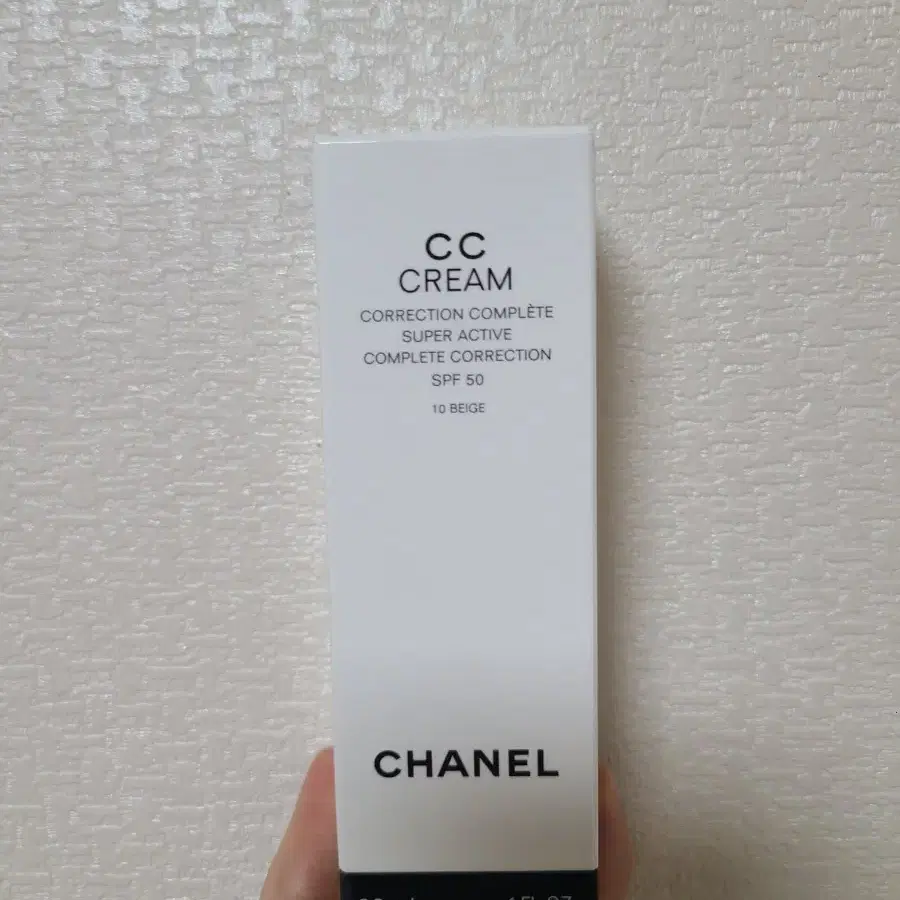 CC
CREAM
CORRECTION COMPLÈTE
SUPER ACTIVE
COMPLETE CORRECTION
SPF 50
10 BEIGE
CHANEL